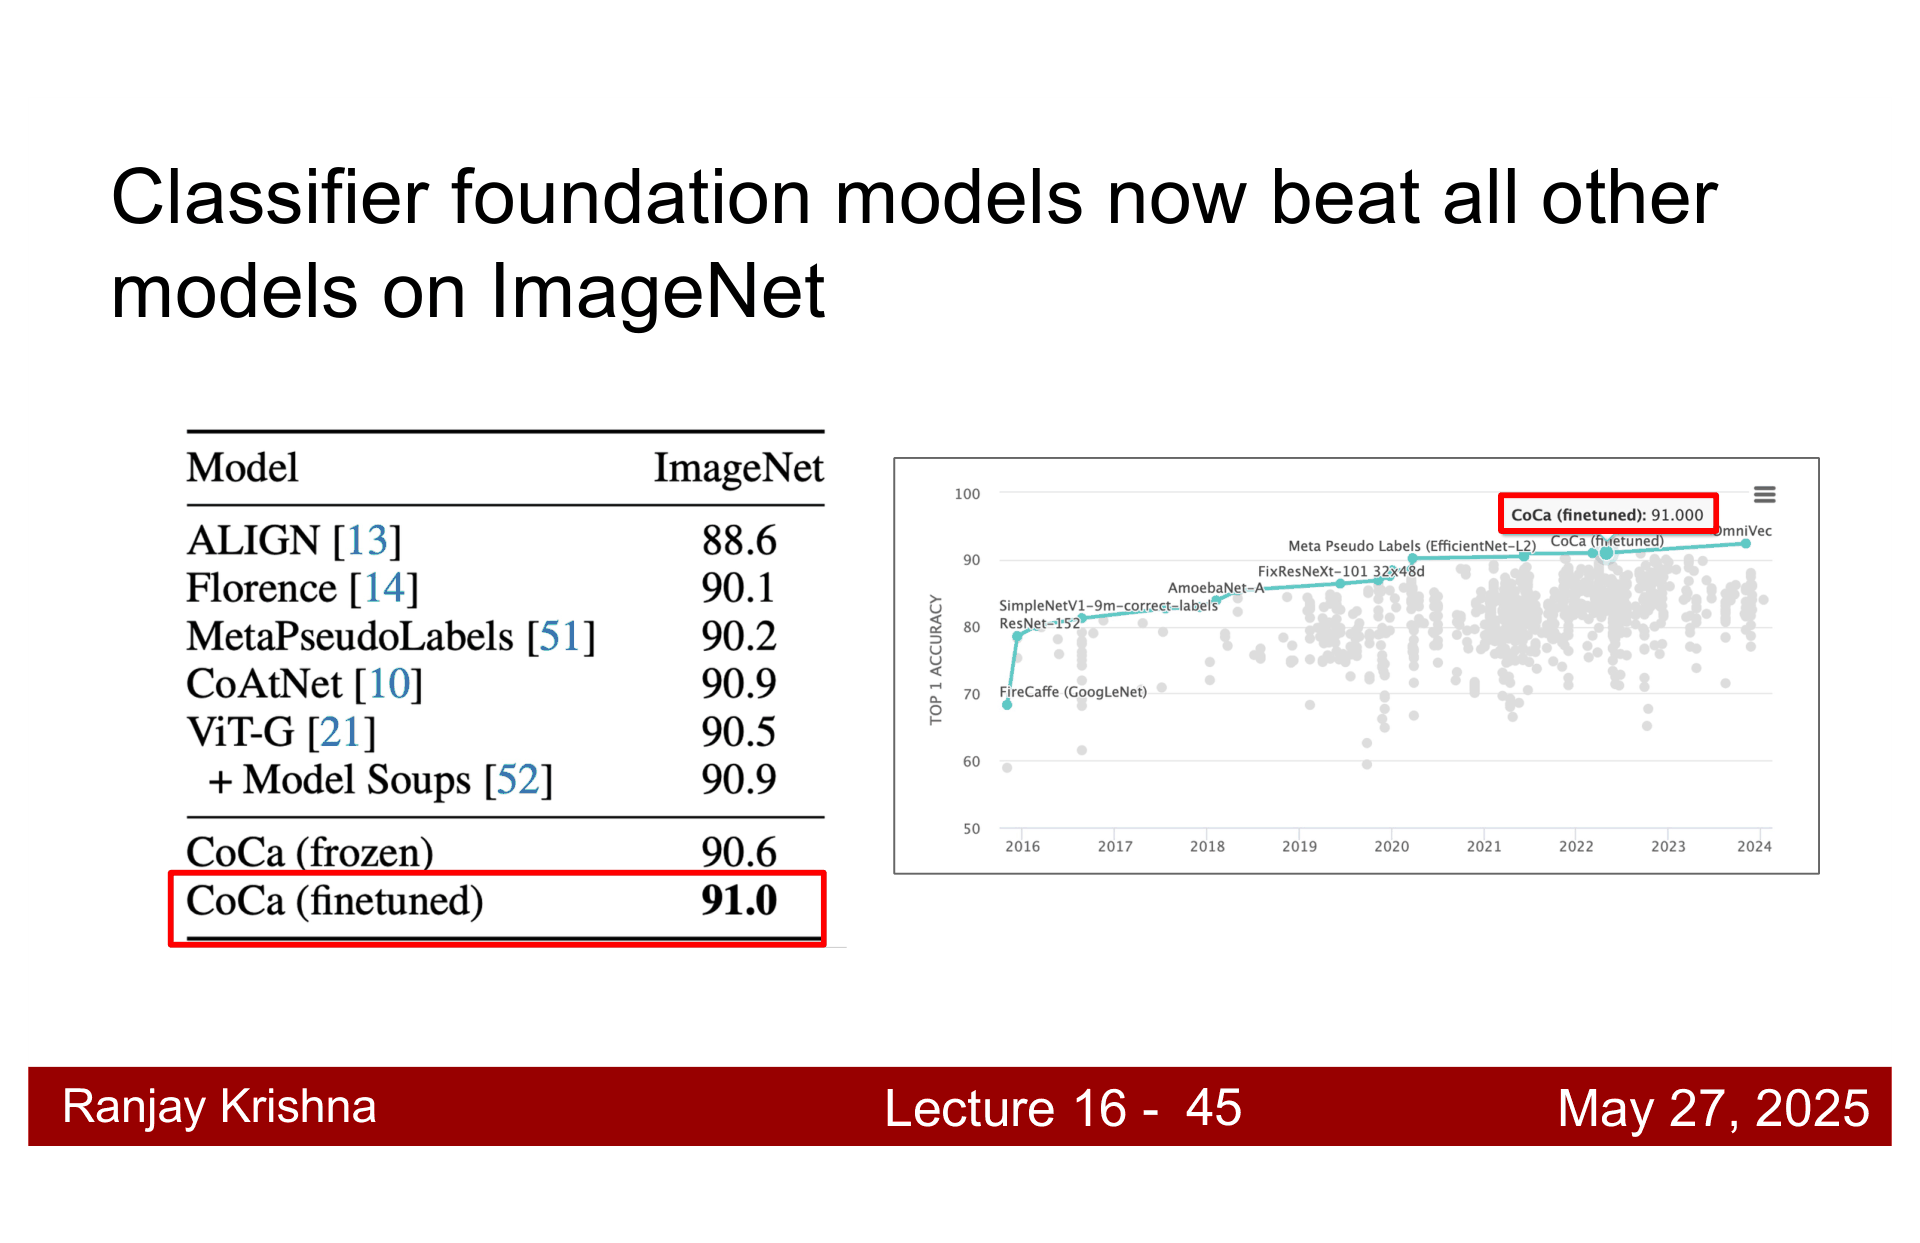 Classifier foundation models now beat all other
models on ImageNet
Model ImageNet
ALIGN [13] 88.6
Florence [14] 90.1
MetaPseudoLabels [51] 90.2
CoAtNet [10] 90.9
ViT-G [21] 90.5
+ Model Soups [52] 90.9
CoCa (frozen) 90.6
CoCa (finetuned) 91.0
100
90
80
70
60
50
TOP 1 ACCURACY
CoCa (finetuned): 91.000
OmniVec
CoCa (finetuned)
Meta Pseudo Labels (EfficientNet-L2)
FixResNeXt-101 32x48d
AmoebaNet-A
SimpleNetV1-9m-correct-labels
ResNet-152
FireCaffe (GoogLeNet)
2016 2017 2018 2019 2020 2021 2022 2023 2024
Ranjay Krishna Lecture 16 - 45 May 27, 2025